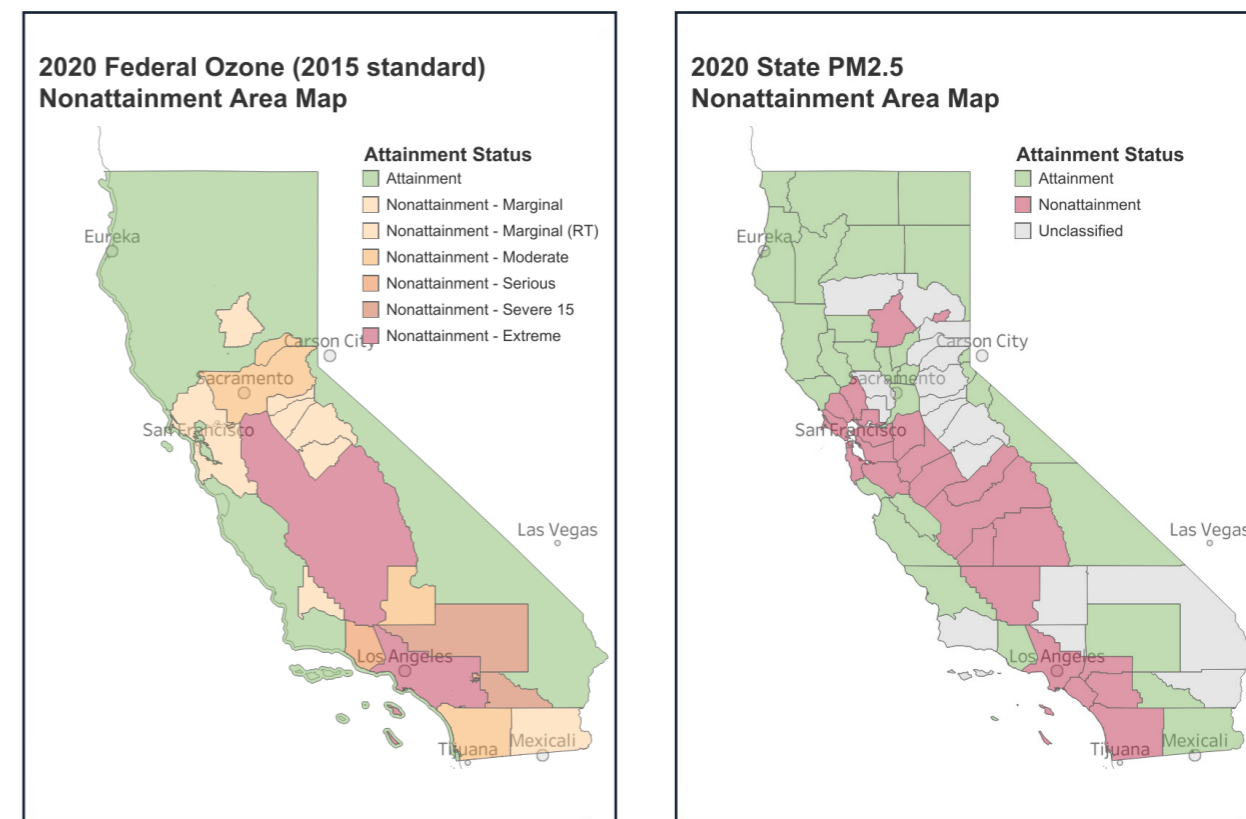 2020 Federal Ozone (2015 standard)
Nonattainment Area Map
Attainment Status
Attainment
Nonattainment - Marginal
Nonattainment - Marginal (RT)
Nonattainment - Moderate
Nonattainment - Serious
Nonattainment - Severe 15
Nonattainment - Extreme
Eureka
Carson City
Sacramento
San Francisco
Las Vegas
Los Angeles
Tijuana
Mexicali
2020 State PM2.5
Nonattainment Area Map
Attainment Status
Attainment
Nonattainment
Unclassified
Eureka
Carson City
Sacramento
San Francisco
Las Vegas
Los Angeles
Tijuana
Mexicali